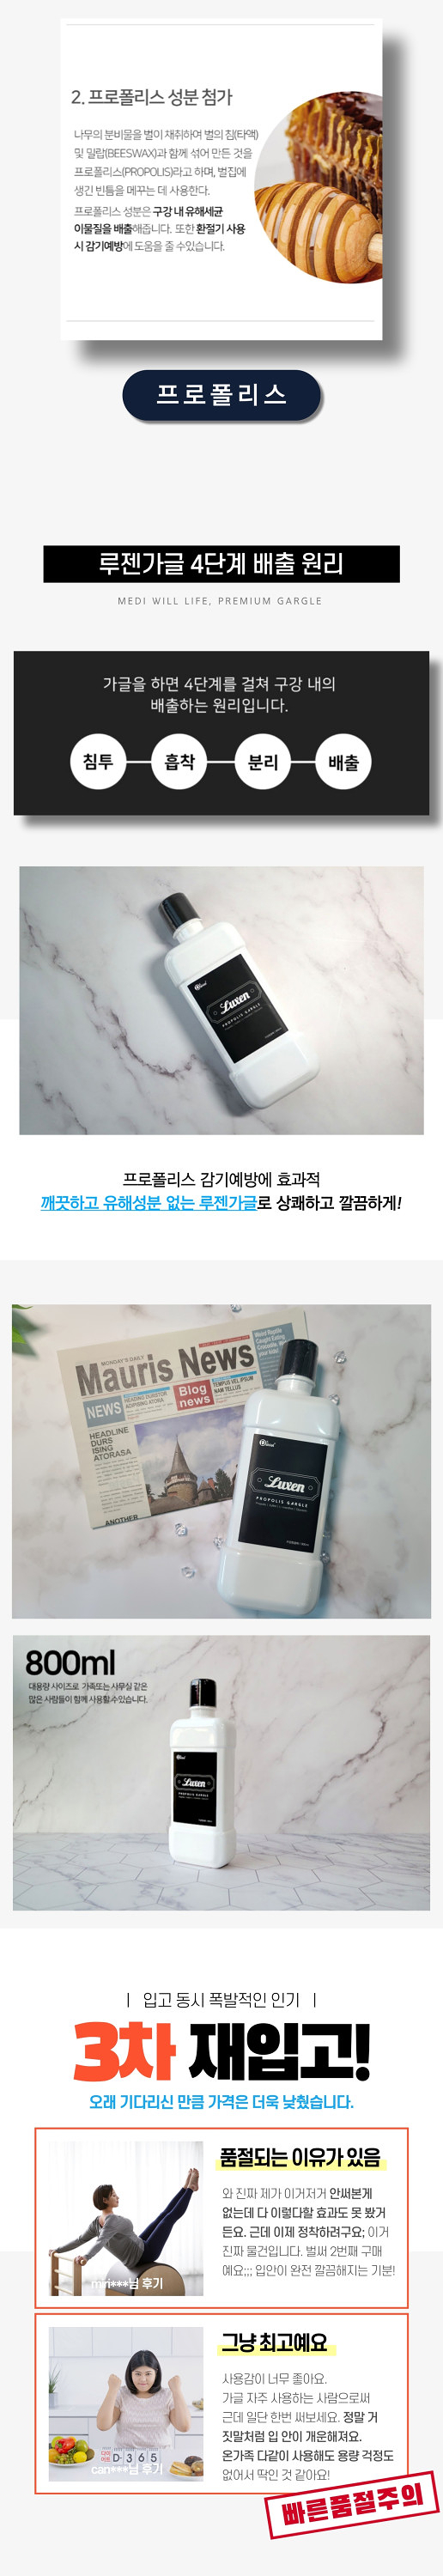 2. 프로폴리스 성분 첨가
나무의 분비물을 벌이 채취하여 벌의 침(타액)
및 밀랍(BEESWAX)과 함께 섞어 만든 것을
프로폴리스(PROPOLIS)라고 하며, 벌집에
생긴 빈틈을 메꾸는 데 사용한다.
프로폴리스 성분은 구강 내 유해세균
이물질을 배출해줍니다. 또한 환절기 사용
시 감기예방에 도움을 줄 수있습니다.
프로폴리스
루젠가글 4단계 배출 원리
MEDI WILL LIFE, PREMIUM GARGLE
가글을 하면 4단계를 걸쳐 구강 내의
배출하는 원리입니다.
침투 흡착 분리 배출
Luxen
PROPOLIS GARGLE
프로폴리스 감기예방에 효과적
깨끗하고 유해성분 없는 루젠가글로 상쾌하고 깔끔하게!
MONDAY'S DAILY
Mauris News
Weird Reptile
Caught Eating
Crocodile
NEWS
HEADING DUROR
ADIPISING ATORA
Blog
news
TEMPUS VEL IPSUM
NAM TELLUS
HEADLINE
DURS
ISING
ATORASA
ANOTHER
Luxen
PROPOLIS GARGLE
800ml
대용량 사이즈로 가족또는 사무실 같은
많은 사람들이 함께 사용할 수있습니다.
Luxen
PROPOLIS GARGLE
입고 동시 폭발적인 인기
3차 재입고!
오래 기다리신 만큼 가격은 더욱 낮췄습니다.
품절되는 이유가 있음
와 진짜 제가 이거저거 안써본게
없는데 다 이렇다할 효과도 못 봤거
든요. 근데 이제 정착하려구요; 이거
진짜 물건입니다. 벌써 2번째 구매
예요;;; 입안이 완전 깔끔해지는 기분!
miri***님 후기
그냥 최고예요
사용감이 너무 좋아요.
가글 자주 사용하는 사람으로써
근데 일단 한번 써보세요. 정말 거
짓말처럼 입 안이 개운해져요.
온가족 다같이 사용해도 용량 걱정도
없어서 딱인 것 같아요!
다이
어트 D-365
can***님 후기
빠른품절주의